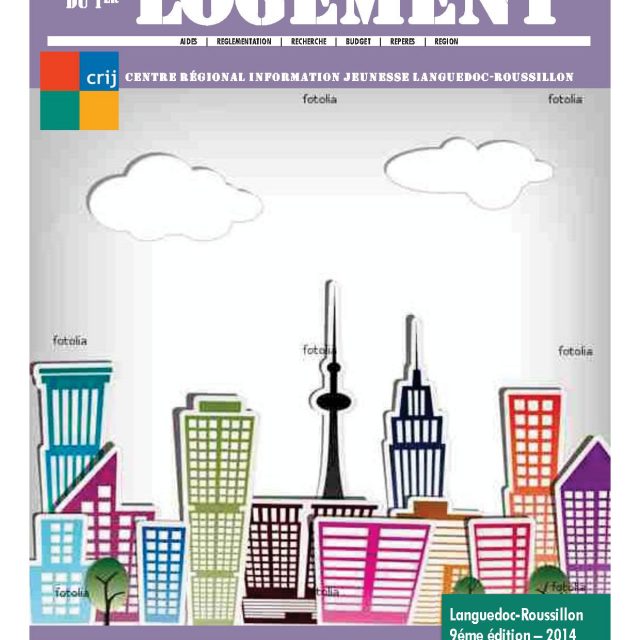 DU 1ER LOGEMENT
AIDES | REGLEMENTATION | RECHERCHE | BUDGET | REPERES | REGION
crij CENTRE RÉGIONAL INFORMATION JEUNESSE LANGUEDOC-ROUSSILLON
fotolia fotolia
fotolia
fotolia fotolia
fotolia fotolia fotolia
Languedoc-Roussillon
9éme édition – 2014